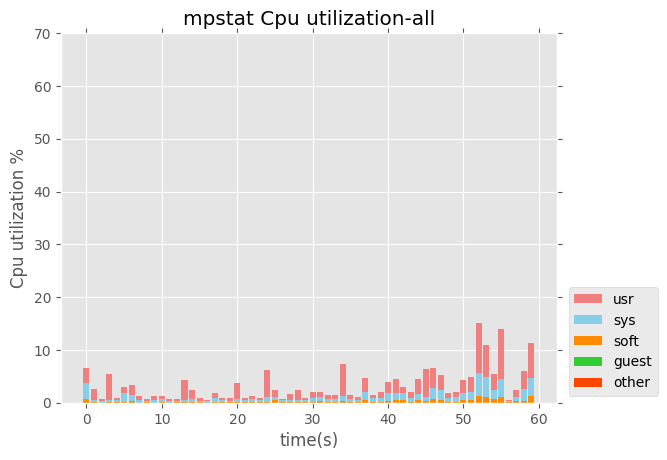 mpstat Cpu utilization-all
70
60
50
40
30
20
10
0
Cpu utilization %
0 10 20 30 40 50 60
time(s)
usr
sys
soft
guest
other